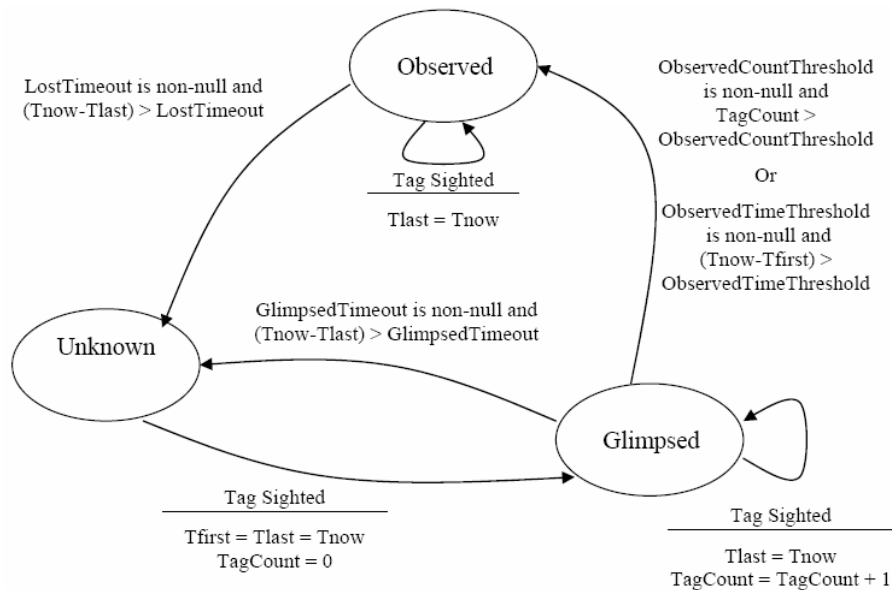 Observed
LostTimeout is non-null and
(Tnow-Tlast) > LostTimeout
ObservedCountThreshold
is non-null and
TagCount >
ObservedCountThreshold
Or
ObservedTimeThreshold
is non-null and
(Tnow-Tfirst) >
ObservedTimeThreshold
Tag Sighted
Tlast = Tnow
GlimpsedTimeout is non-null and
(Tnow-Tlast) > GlimpsedTimeout
Unknown
Glimpsed
Tag Sighted
Tfirst = Tlast = Tnow
TagCount = 0
Tag Sighted
Tlast = Tnow
TagCount = TagCount + 1